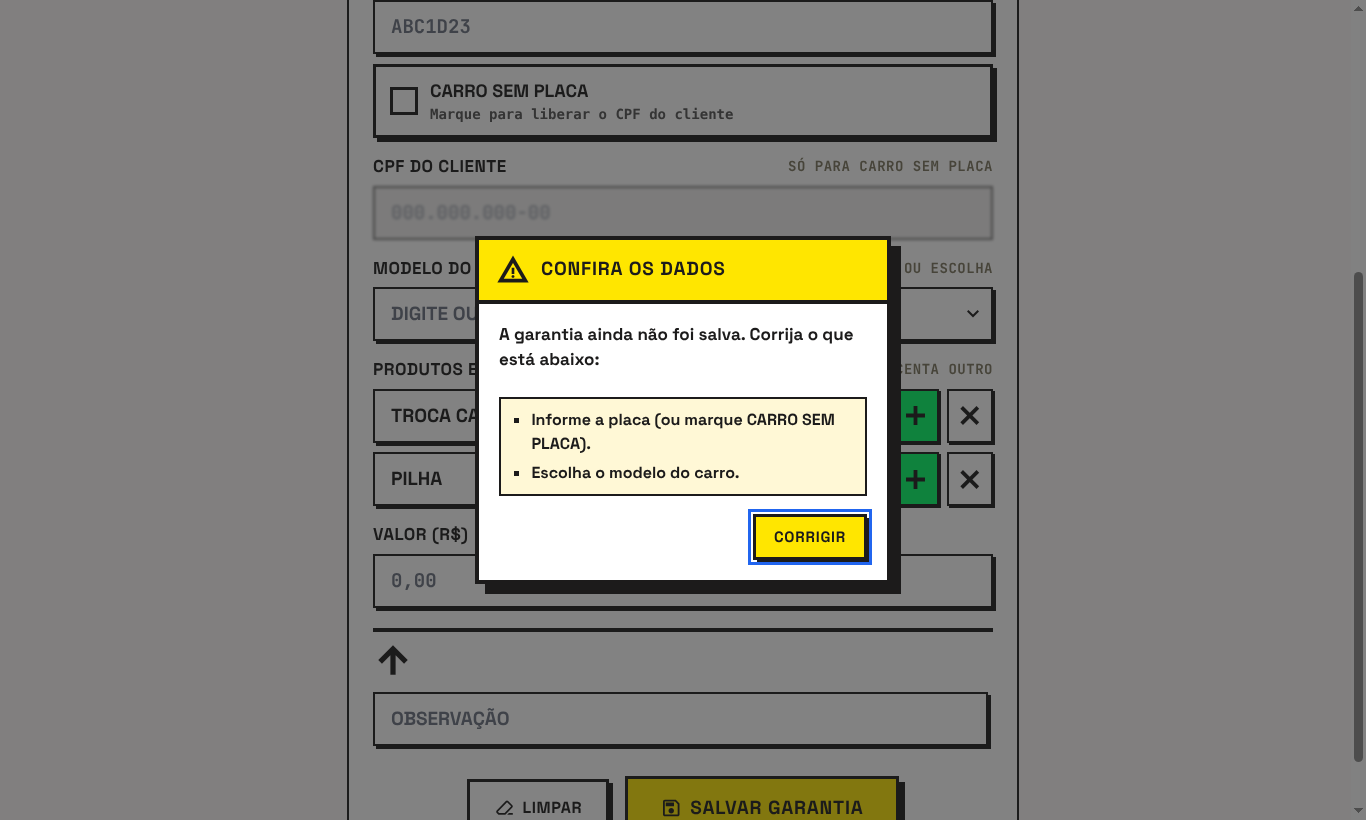 ABC1D23
CARRO SEM PLACA
Marque para liberar o CPF do cliente
CPF DO CLIENTE
SÓ PARA CARRO SEM PLACA
000.000.000-00
MODELO DO
OU ESCOLHA
DIGITE OU
PRODUTOS
OUTRO
TROCA
PILHA
VALOR (R$)
0,00
CONFIRA OS DADOS
A garantia ainda não foi salva. Corrija o que
está abaixo:
Informe a placa (ou marque CARRO SEM
PLACA).
Escolha o modelo do carro.
CORRIGIR
OBSERVAÇÃO
LIMPAR
SALVAR GARANTIA